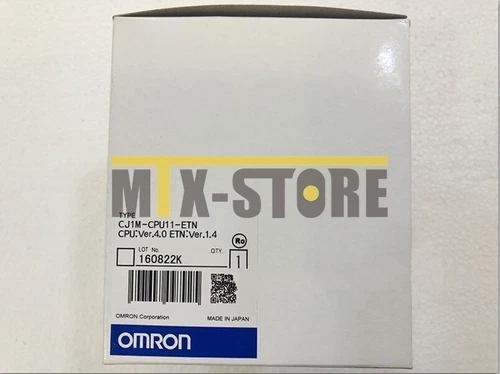 MTX-STORE
TYPE
CJ1M-CPU11-ETN
CPU:Ver.4.0 ETN:Ver.1.4
Ro
LOT. No. QTY.
160822K 1
OMRON Corporation MADE IN JAPAN
OMRON